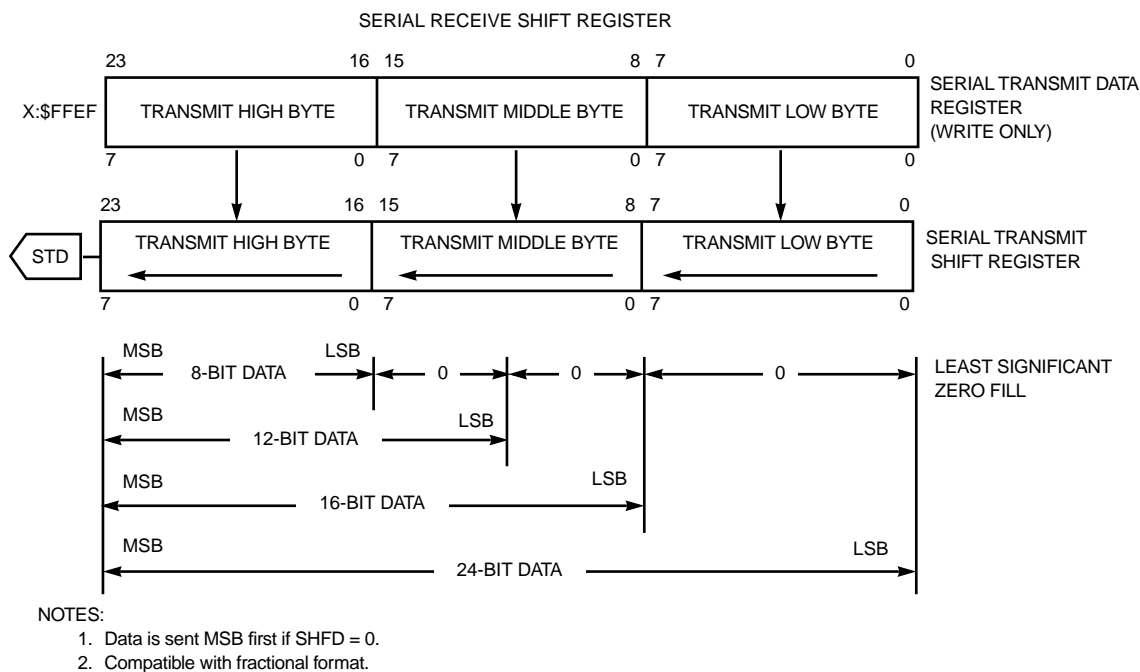 SERIAL RECEIVE SHIFT REGISTER
23 16 15 8 7 0
X:$FFEF TRANSMIT HIGH BYTE TRANSMIT MIDDLE BYTE TRANSMIT LOW BYTE
SERIAL TRANSMIT DATA
REGISTER
(WRITE ONLY)
7 0 7 0 7 0
23 16 15 8 7 0
STD TRANSMIT HIGH BYTE TRANSMIT MIDDLE BYTE TRANSMIT LOW BYTE
SERIAL TRANSMIT
SHIFT REGISTER
7 0 7 0 7 0
MSB LSB
8-BIT DATA 0 0 0
LEAST SIGNIFICANT
ZERO FILL
MSB LSB
12-BIT DATA
MSB LSB
16-BIT DATA
MSB LSB
24-BIT DATA
NOTES:
1. Data is sent MSB first if SHFD = 0.
2. Compatible with fractional format.